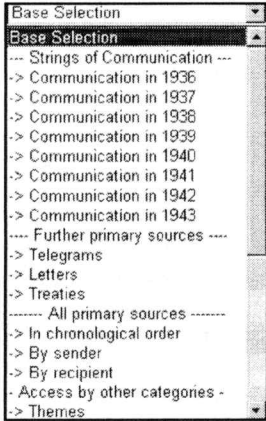 Base Selection
Base Selection
--- Strings of Communication ---
-> Communication in 1936
-> Communication in 1937
-> Communication in 1938
-> Communication in 1939
-> Communication in 1940
-> Communication in 1941
-> Communication in 1942
-> Communication in 1943
---- Further primary sources ----
-> Telegrams
-> Letters
-> Treaties
------- All primary sources -------
-> In chronological order
-> By sender
-> By recipient
- Access by other categories -
-> Themes